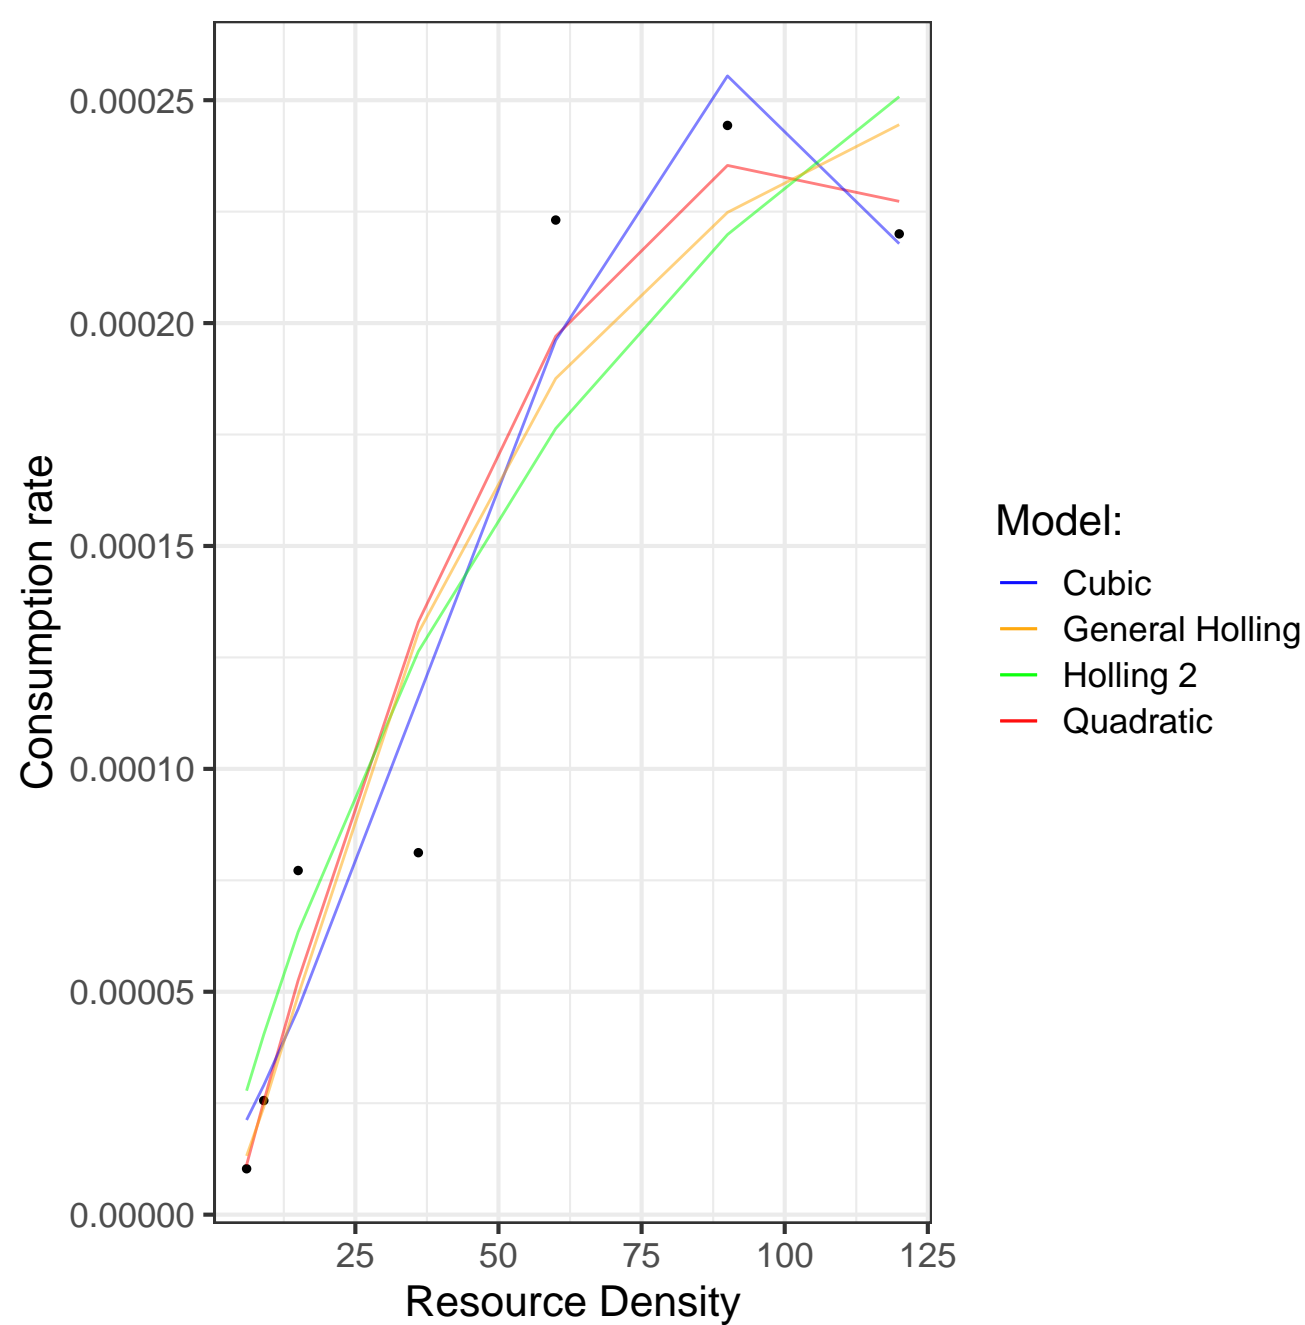 0.00025
0.00020
0.00015
0.00010
0.00005
0.00000
Consumption rate
25 50 75 100 125
Resource Density
Model:
Cubic
General Holling
Holling 2
Quadratic